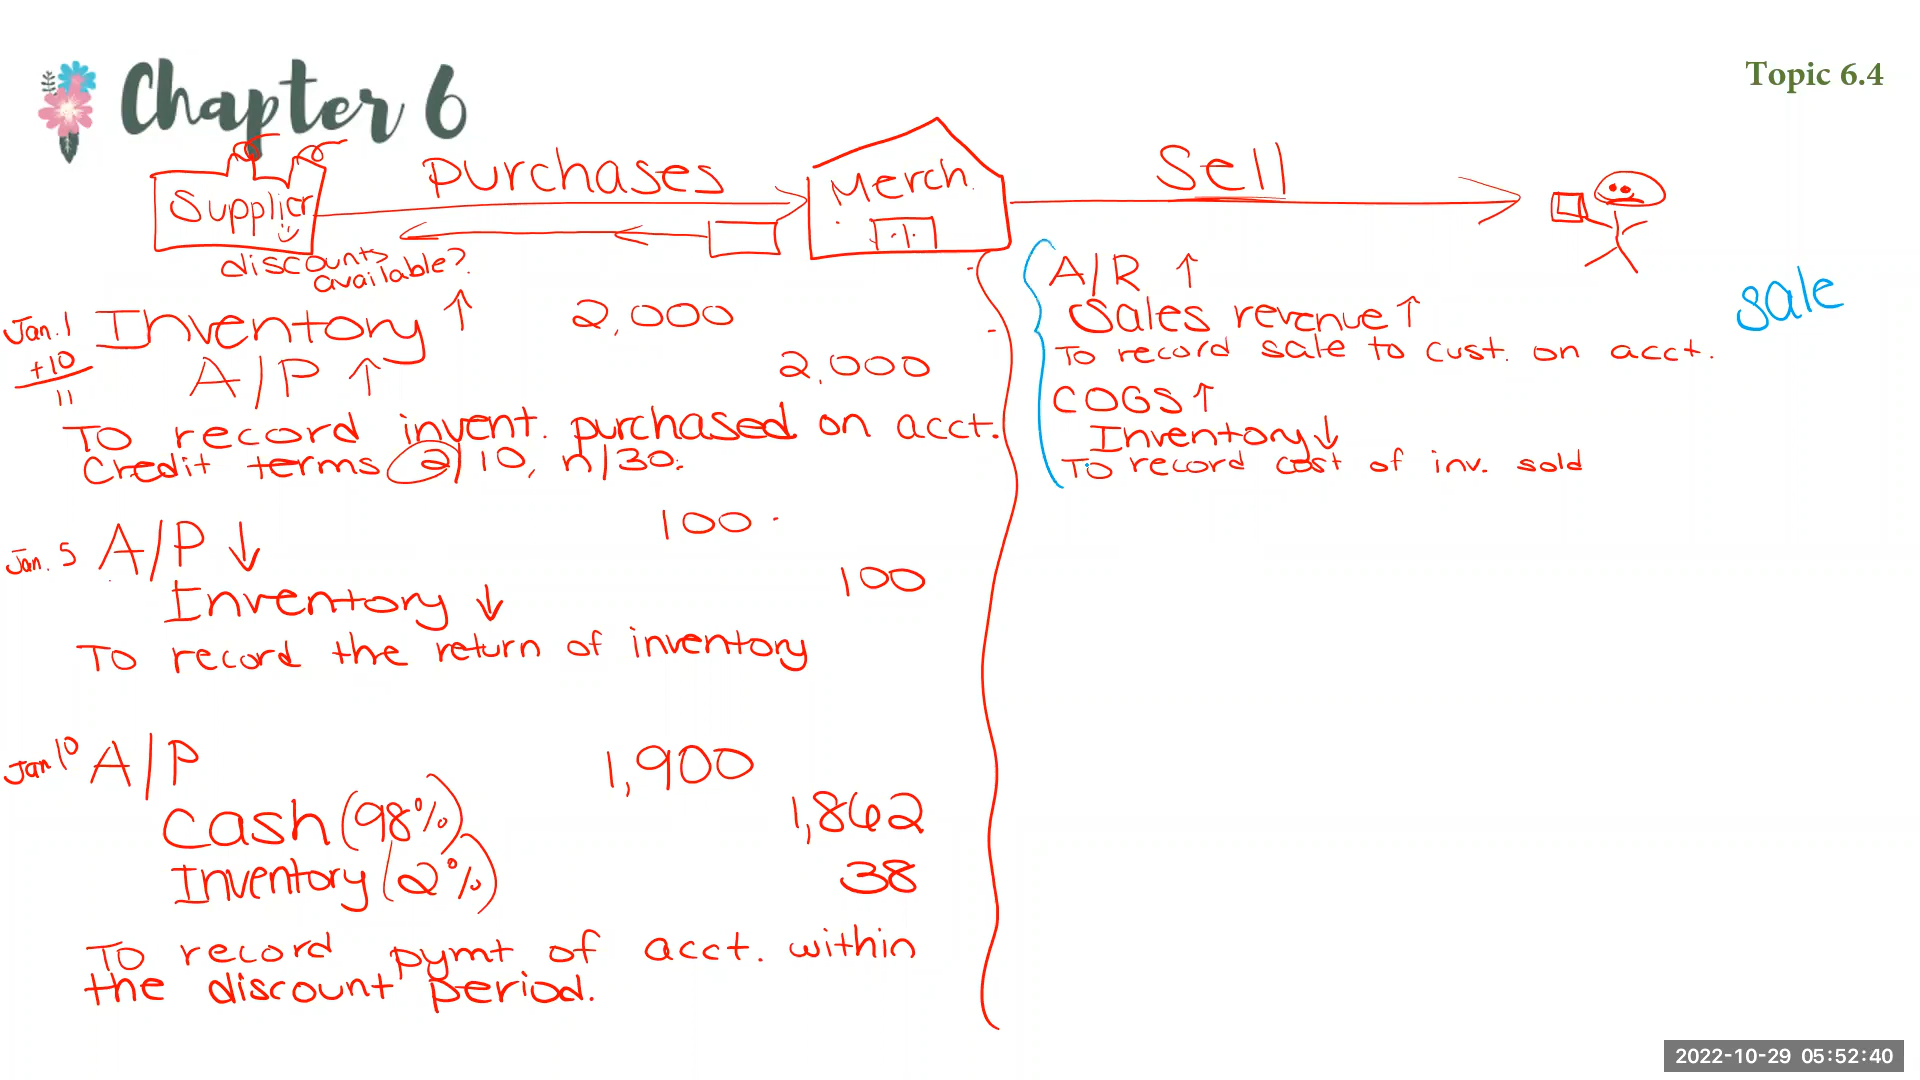 Chapter 6
Topic 6.4
Supplier
purchases
Merch.
Sell
discounts
available?
Jan. 1
+10
11
Inventory ↑ 2,000
A/P ↑ 2,000
To record invent. purchased on acct.
Credit terms 2/10, n/30.
Jan. 5 A/P ↓ 100
Inventory ↓ 100
To record the return of inventory
Jan 10 A/P 1,900
Cash (98%) 1,862
Inventory (2%) 38
To record pymt of acct. within
the discount period.
A/R ↑
Sales revenue ↑
To record sale to cust. on acct.
COGS ↑
Inventory ↓
To record cost of inv. sold
sale
2022-10-29 05:52:40